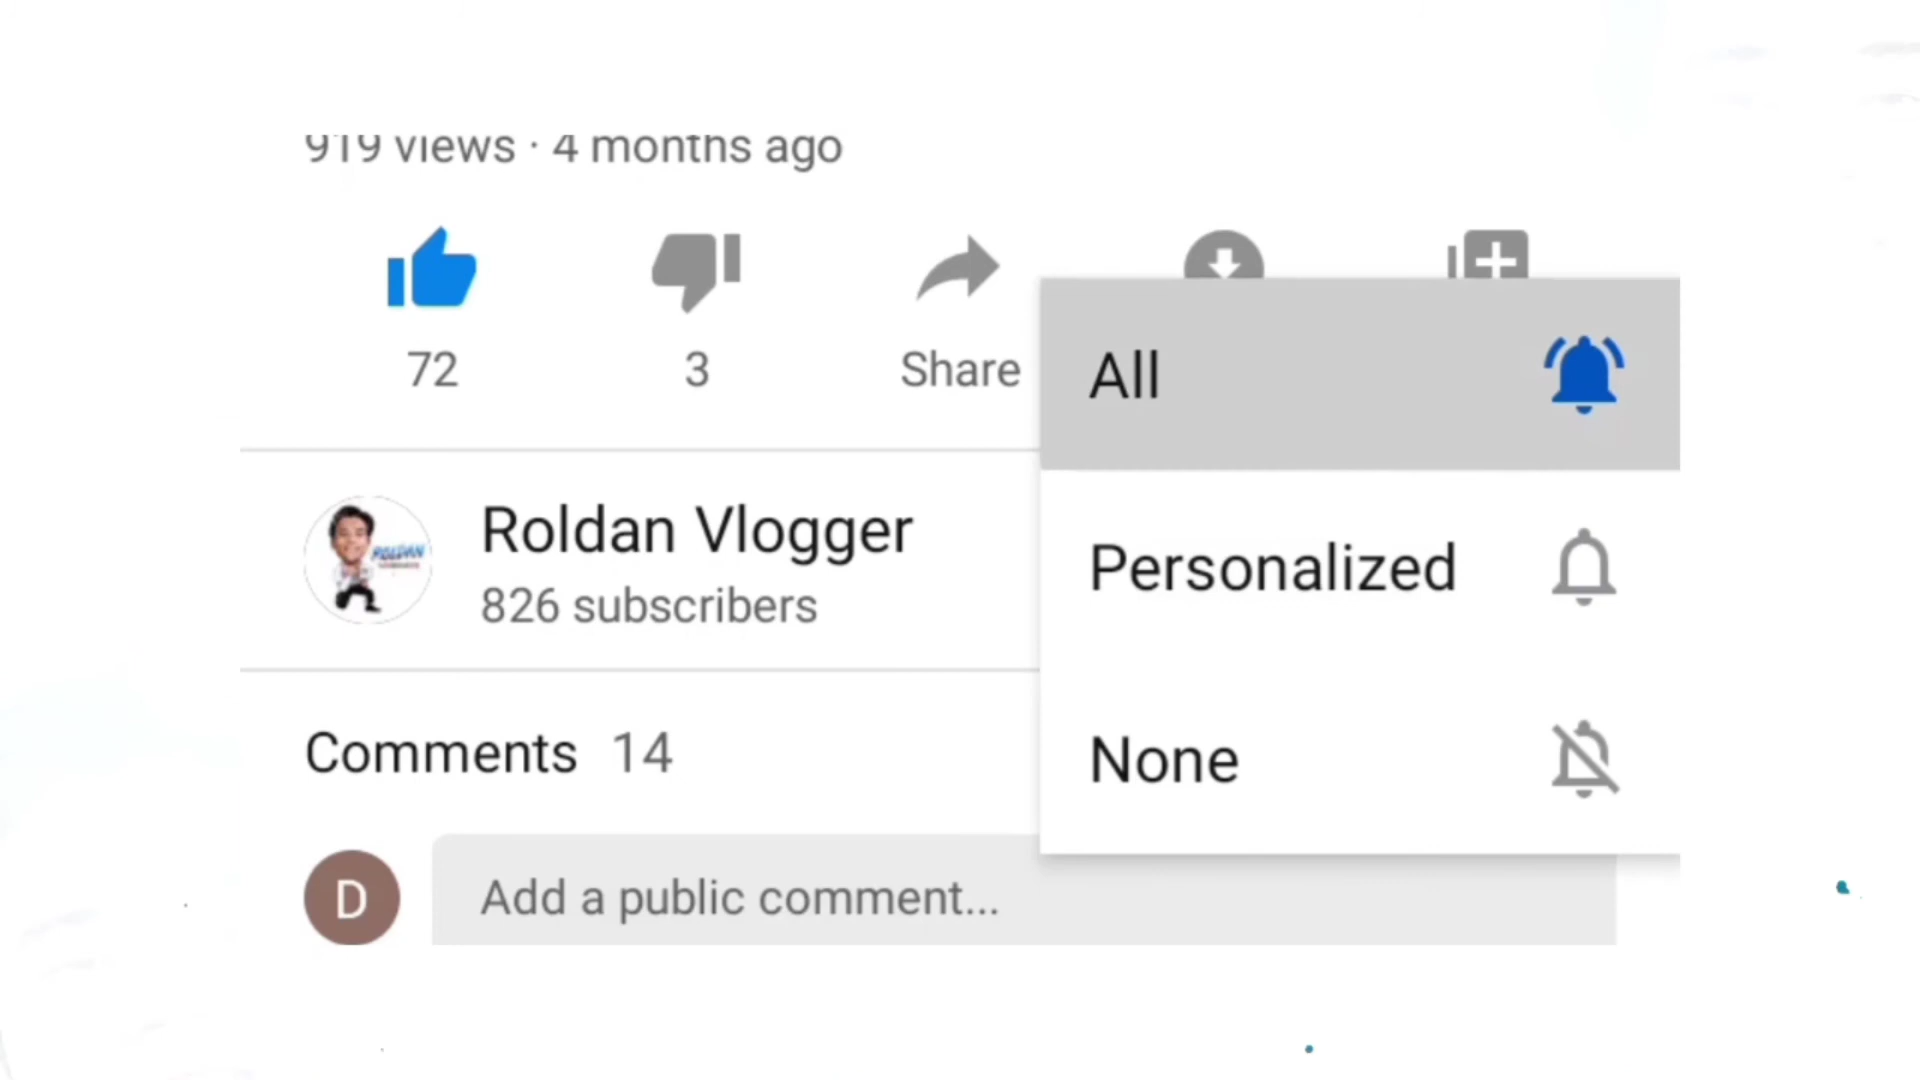 919 views · 4 months ago
72
3
Share
All
Personalized
None
Roldan Vlogger
826 subscribers
ROLDAN
Comments 14
D
Add a public comment...